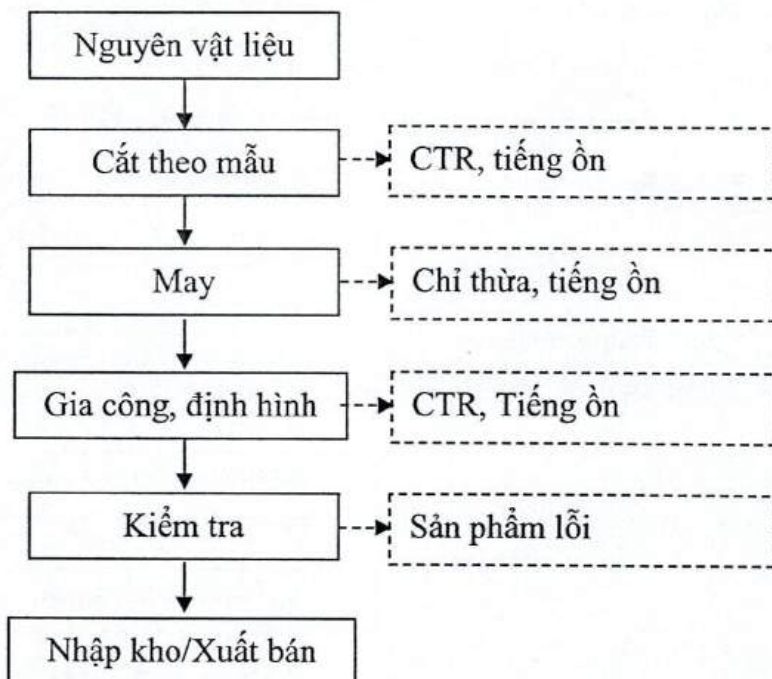 Nguyên vật liệu
Cắt theo mẫu
CTR, tiếng ồn
May
Chỉ thừa, tiếng ồn
Gia công, định hình
CTR, Tiếng ồn
Kiểm tra
Sản phẩm lỗi
Nhập kho/Xuất bán